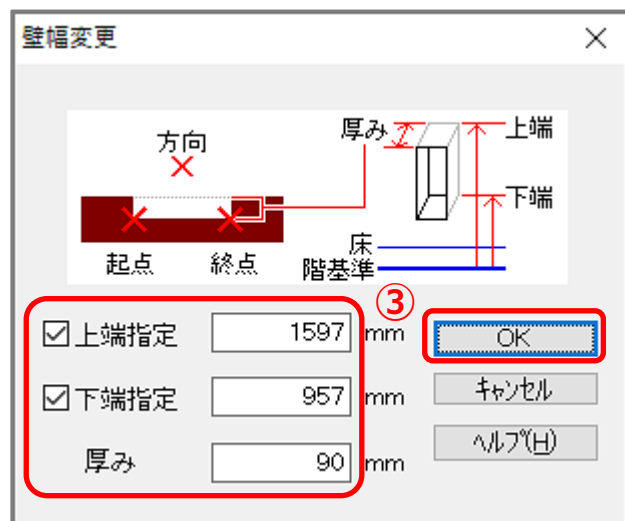 壁幅変更
方向
厚み
上端
下端
起点
終点
床
階基準
③
上端指定 1597 mm
OK
下端指定 957 mm
キャンセル
厚み 90 mm
ヘルプ(H)